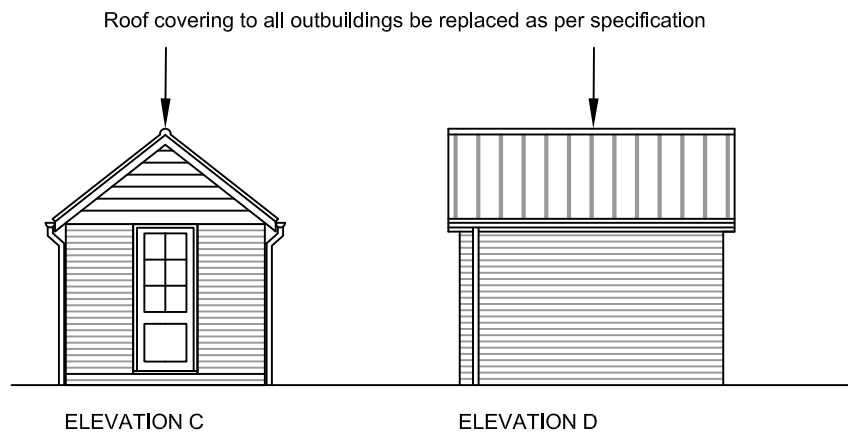 Roof covering to all outbuildings be replaced as per specification
ELEVATION C
ELEVATION D